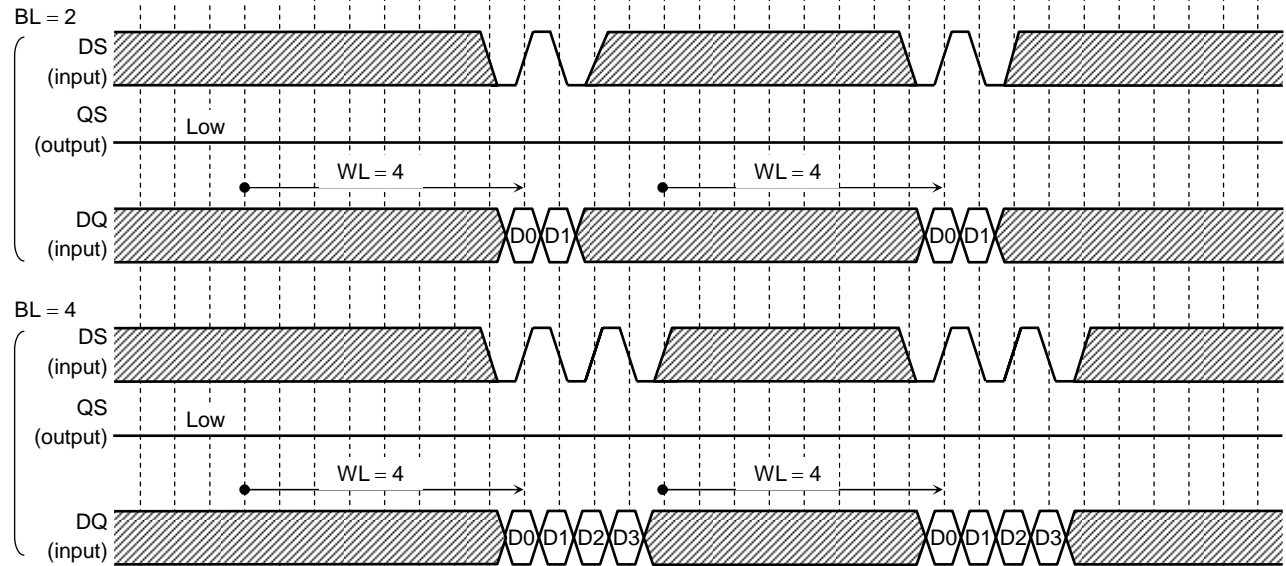 BL = 2
DS
(input)
QS
(output)
Low
WL = 4
WL = 4
DQ
(input)
D0 D1
D0 D1
BL = 4
DS
(input)
QS
(output)
Low
WL = 4
WL = 4
DQ
(input)
D0 D1 D2 D3
D0 D1 D2 D3